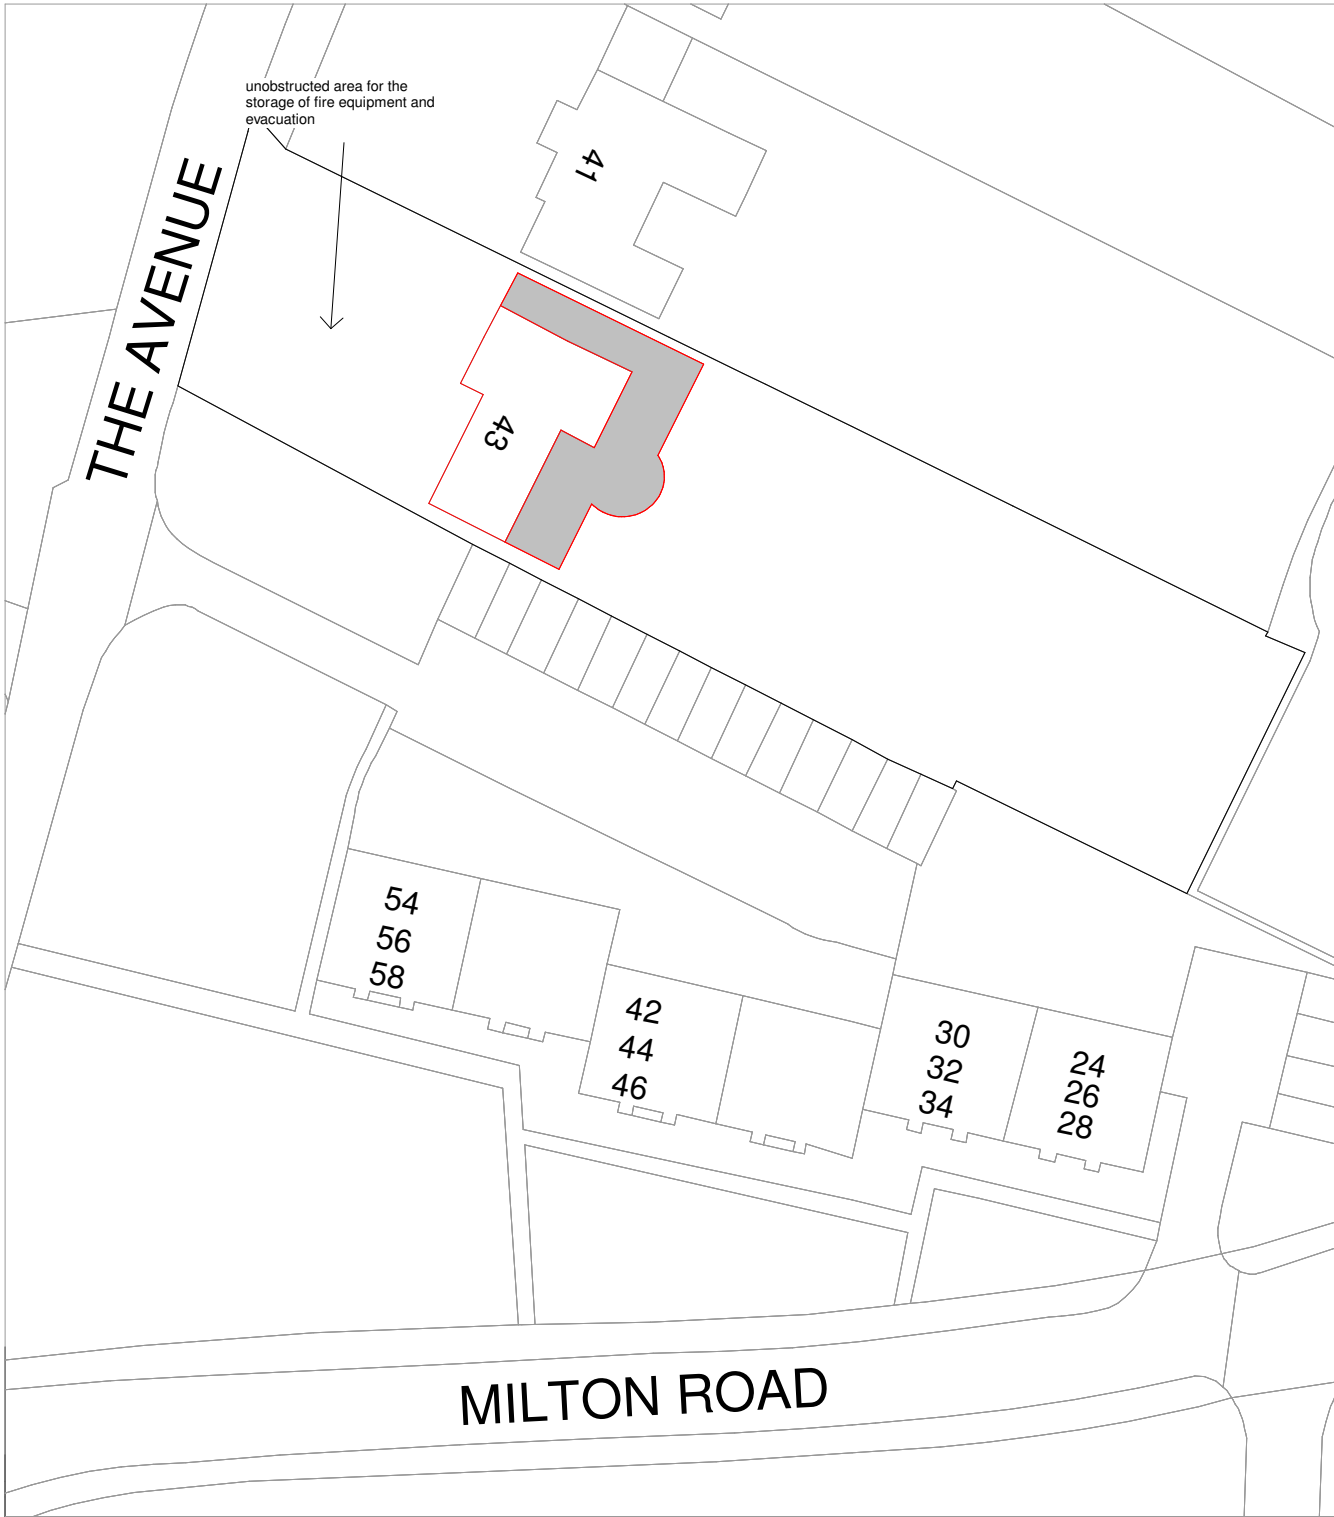 unobstructed area for the
storage of fire equipment and
evacuation
THE AVENUE
41
43
54
56
58
42
44
46
30
32
34
24
26
28
MILTON ROAD